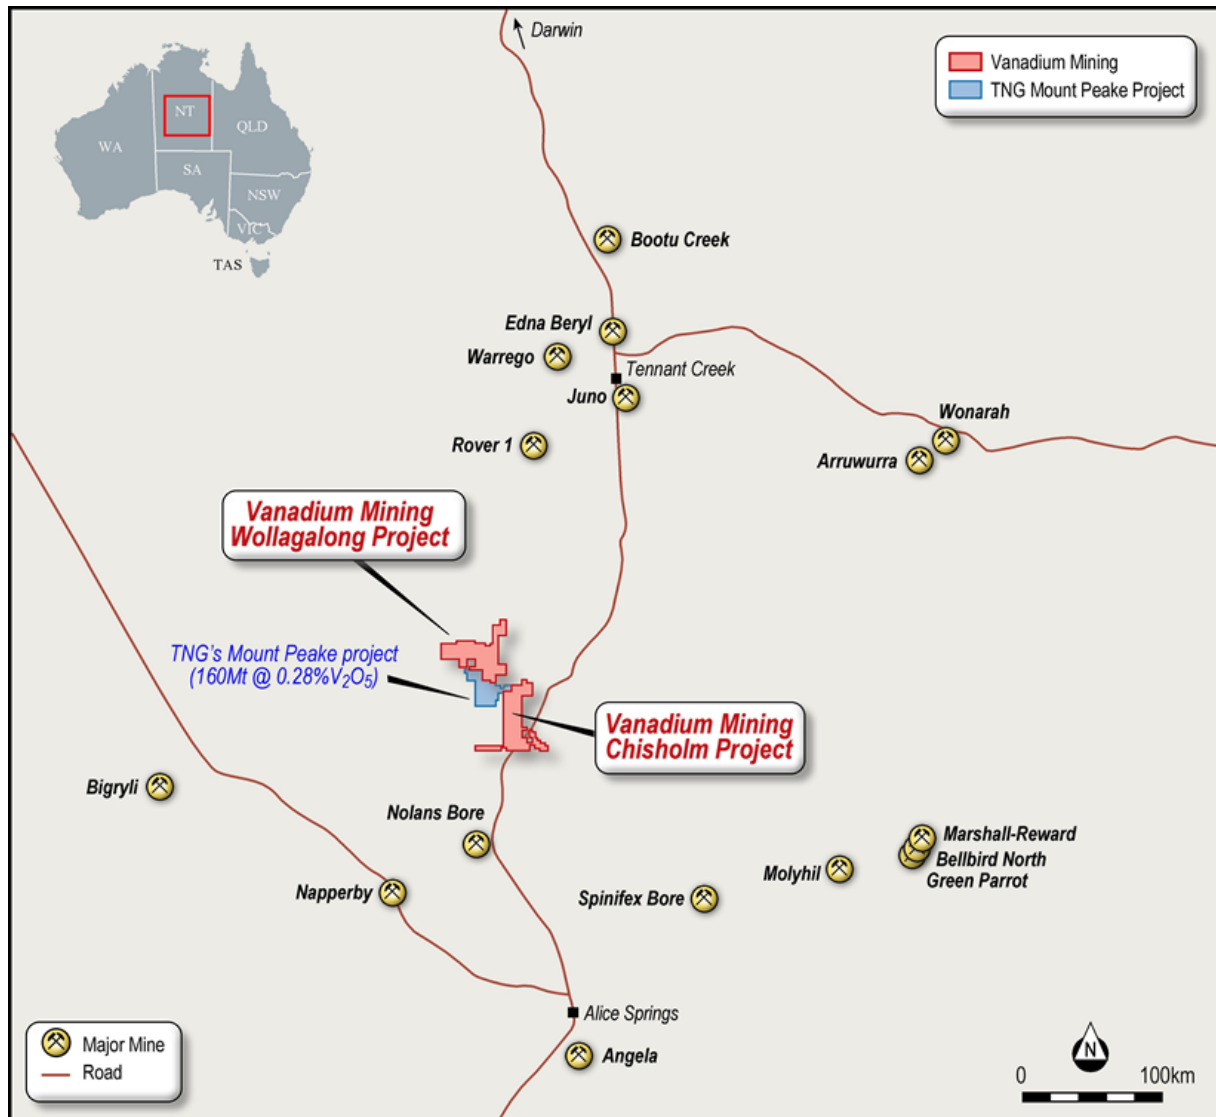 Darwin
Vanadium Mining
TNG Mount Peake Project
NT
WA
QLD
SA
NSW
VIC
TAS
Bootu Creek
Edna Beryl
Warrego
Tennant Creek
Juno
Wonarah
Rover 1
Arruwurra
Vanadium Mining
Wollagalong Project
TNG's Mount Peake project
(160Mt @ 0.28%V₂O₅)
Vanadium Mining
Chisholm Project
Bigryli
Nolans Bore
Marshall-Reward
Bellbird North
Green Parrot
Molyhil
Napperby
Spinifex Bore
Alice Springs
Angela
Major Mine
Road
N
0 100km